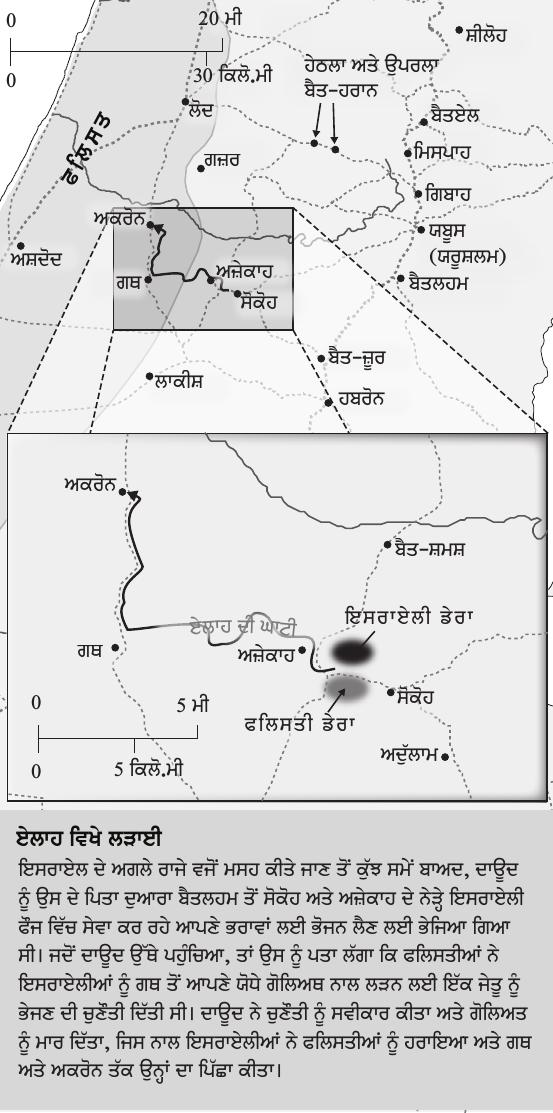 0
20 ਮੀ
0
30 ਕਿਲੋ.ਮੀ
ਸ਼ੀਲੋਹ
ਹੇਠਲਾ ਅਤੇ ਉਪਰਲਾ
ਬੈਤ-ਹਰਾਨ
ਲੋਦ
ਫਲਿਸਤ
ਬੈਤਏਲ
ਮਿਸਪਾਹ
ਗਜ਼ਰ
ਗਿਬਾਹ
ਅਕਰੋਨ
ਯਬੂਸ
(ਯਰੂਸ਼ਲਮ)
ਅਸ਼ਦੋਦ
ਗਥ
ਅਜ਼ੇਕਾਹ
ਬੈਤਲਹਮ
ਸੋਕੋਹ
ਬੈਤ-ਜ਼ੂਰ
ਲਾਕੀਸ਼
ਹਬਰੋਨ
ਅਕਰੋਨ
ਬੈਤ-ਸ਼ਮਸ਼
ਏਲਾਹ ਦੀ ਘਾਟੀ
ਇਸਰਾਏਲੀ ਡੇਰਾ
ਗਥ
ਅਜ਼ੇਕਾਹ
ਸੋਕੋਹ
0
5 ਮੀ
ਫਲਿਸਤੀ ਡੇਰਾ
0
5 ਕਿਲੋ.ਮੀ
ਅਦੁੱਲਾਮ
ਏਲਾਹ ਵਿਖੇ ਲੜਾਈ
ਇਸਰਾਏਲ ਦੇ ਅਗਲੇ ਰਾਜੇ ਵਜੋਂ ਮਸਹ ਕੀਤੇ ਜਾਣ ਤੋਂ ਕੁੱਝ ਸਮੇਂ ਬਾਅਦ, ਦਾਊਦ
ਨੂੰ ਉਸ ਦੇ ਪਿਤਾ ਦੁਆਰਾ ਬੈਤਲਹਮ ਤੋਂ ਸੋਕੋਹ ਅਤੇ ਅਜ਼ੇਕਾਹ ਦੇ ਨੇੜ੍ਹੇ ਇਸਰਾਏਲੀ
ਫੌਜ ਵਿੱਚ ਸੇਵਾ ਕਰ ਰਹੇ ਆਪਣੇ ਭਰਾਵਾਂ ਲਈ ਭੋਜਨ ਲੈਣ ਲਈ ਭੇਜਿਆ ਗਿਆ
ਸੀ। ਜਦੋਂ ਦਾਊਦ ਉੱਥੇ ਪਹੁੰਚਿਆ, ਤਾਂ ਉਸ ਨੂੰ ਪਤਾ ਲੱਗਾ ਕਿ ਫਲਿਸਤੀਆਂ ਨੇ
ਇਸਰਾਏਲੀਆਂ ਨੂੰ ਗਥ ਤੋਂ ਆਪਣੇ ਯੋਧੇ ਗੋਲਿਅਥ ਨਾਲ ਲੜਨ ਲਈ ਇੱਕ ਜੇਤੂ ਨੂੰ
ਭੇਜਣ ਦੀ ਚੁਣੌਤੀ ਦਿੱਤੀ ਸੀ। ਦਾਊਦ ਨੇ ਚੁਣੌਤੀ ਨੂੰ ਸਵੀਕਾਰ ਕੀਤਾ ਅਤੇ ਗੋਲਿਅਤ
ਨੂੰ ਮਾਰ ਦਿੱਤਾ, ਜਿਸ ਨਾਲ ਇਸਰਾਏਲੀਆਂ ਨੇ ਫਲਿਸਤੀਆਂ ਨੂੰ ਹਰਾਇਆ ਅਤੇ ਗਥ
ਅਤੇ ਅਕਰੋਨ ਤੱਕ ਉਨ੍ਹਾਂ ਦਾ ਪਿੱਛਾ ਕੀਤਾ।